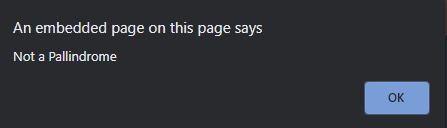 An embedded page on this page says
Not a Pallindrome
OK